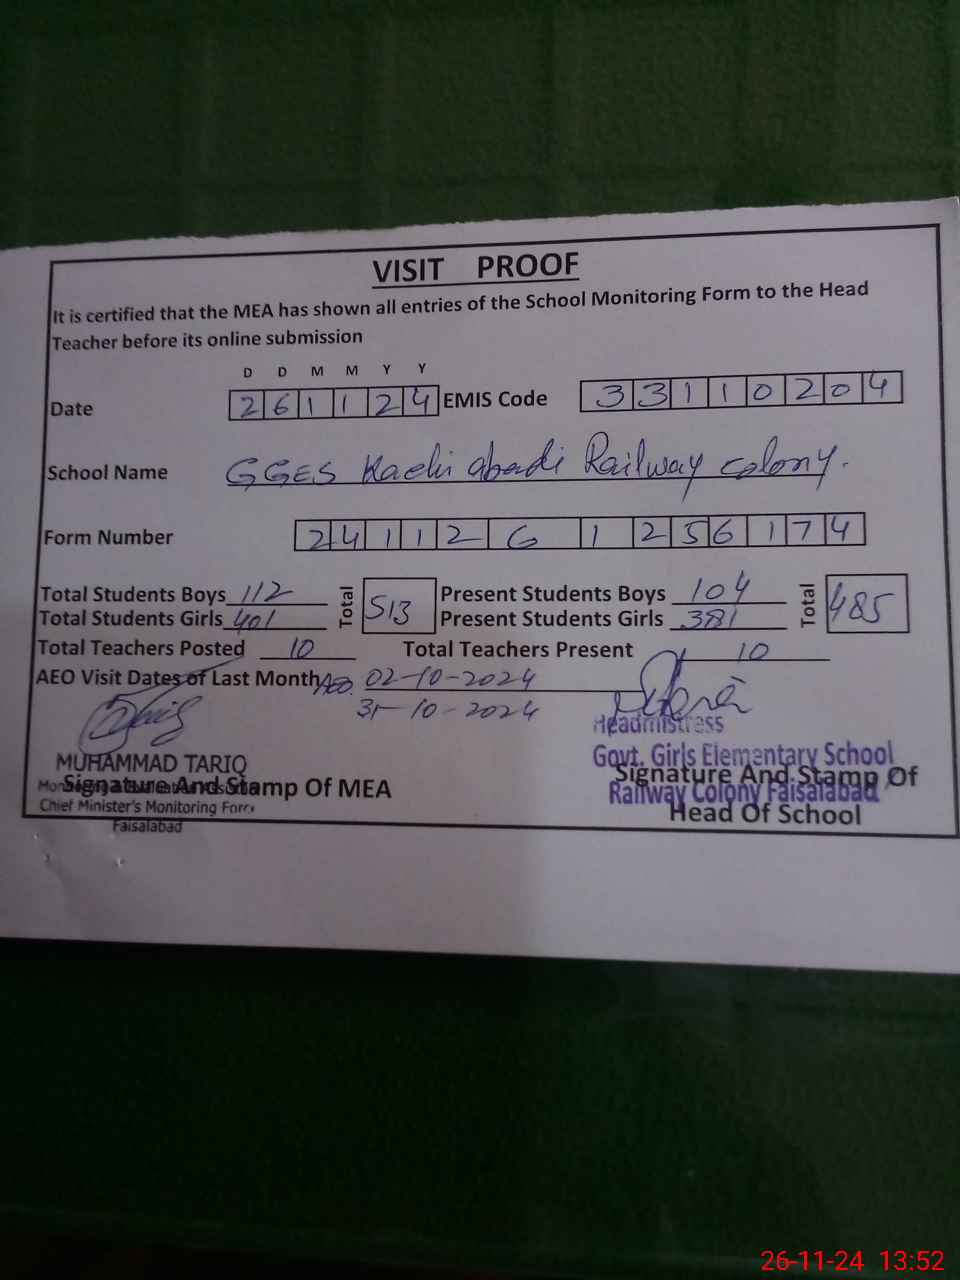 VISIT PROOF
It is certified that the MEA has shown all entries of the School Monitoring Form to the Head
Teacher before its online submission
D D M M Y Y
Date 2 6 1 1 2 4 EMIS Code 3 3 1 1 0 2 0 4
School Name GGES Kachi abadi Railway colony.
Form Number 2 4 1 1 2 6 1 2 5 6 1 7 4
Total Students Boys 112 Total 513 Present Students Boys 104 Total 485
Total Students Girls 401 Present Students Girls 381
Total Teachers Posted 10 Total Teachers Present 10
AEO Visit Dates of Last Month AEO. 02-10-2024
31-10-2024
Headmistress
MUHAMMAD TARIQ Govt. Girls Elementary School
Signature And Stamp Of MEA Signature And Stamp Of
Chief Minister's Monitoring Force Railway Colony Faisalabad
Faisalabad Head Of School
26-11-24 13:52